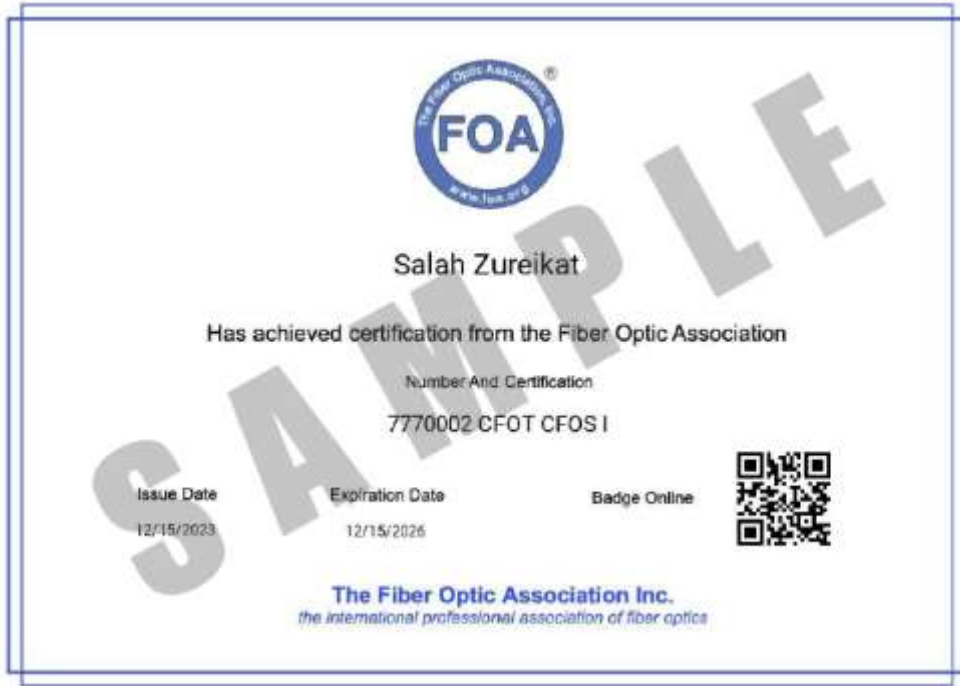 The Fiber Optic Association, Inc.
®
FOA
www.foa.org
SAMPLE
Salah Zureikat
Has achieved certification from the Fiber Optic Association
Number And Certification
7770002 CFOT CFOS I
Issue Date
Expiration Date
Badge Online
12/15/2023
12/15/2026
The Fiber Optic Association Inc.
the international professional association of fiber optics